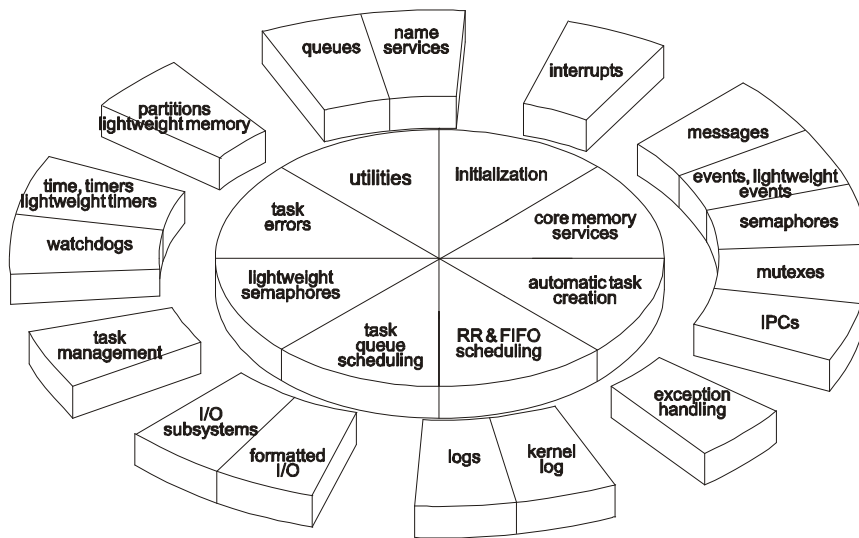 queues
name
services
interrupts
partitions
lightweight memory
messages
events, lightweight
events
semaphores
mutexes
IPCs
time, timers
lightweight timers
watchdogs
utilities
initialization
task
errors
core memory
services
lightweight
semaphores
automatic task
creation
task
queue
scheduling
RR & FIFO
scheduling
task
management
exception
handling
I/O
subsystems
formatted
I/O
logs
kernel
log